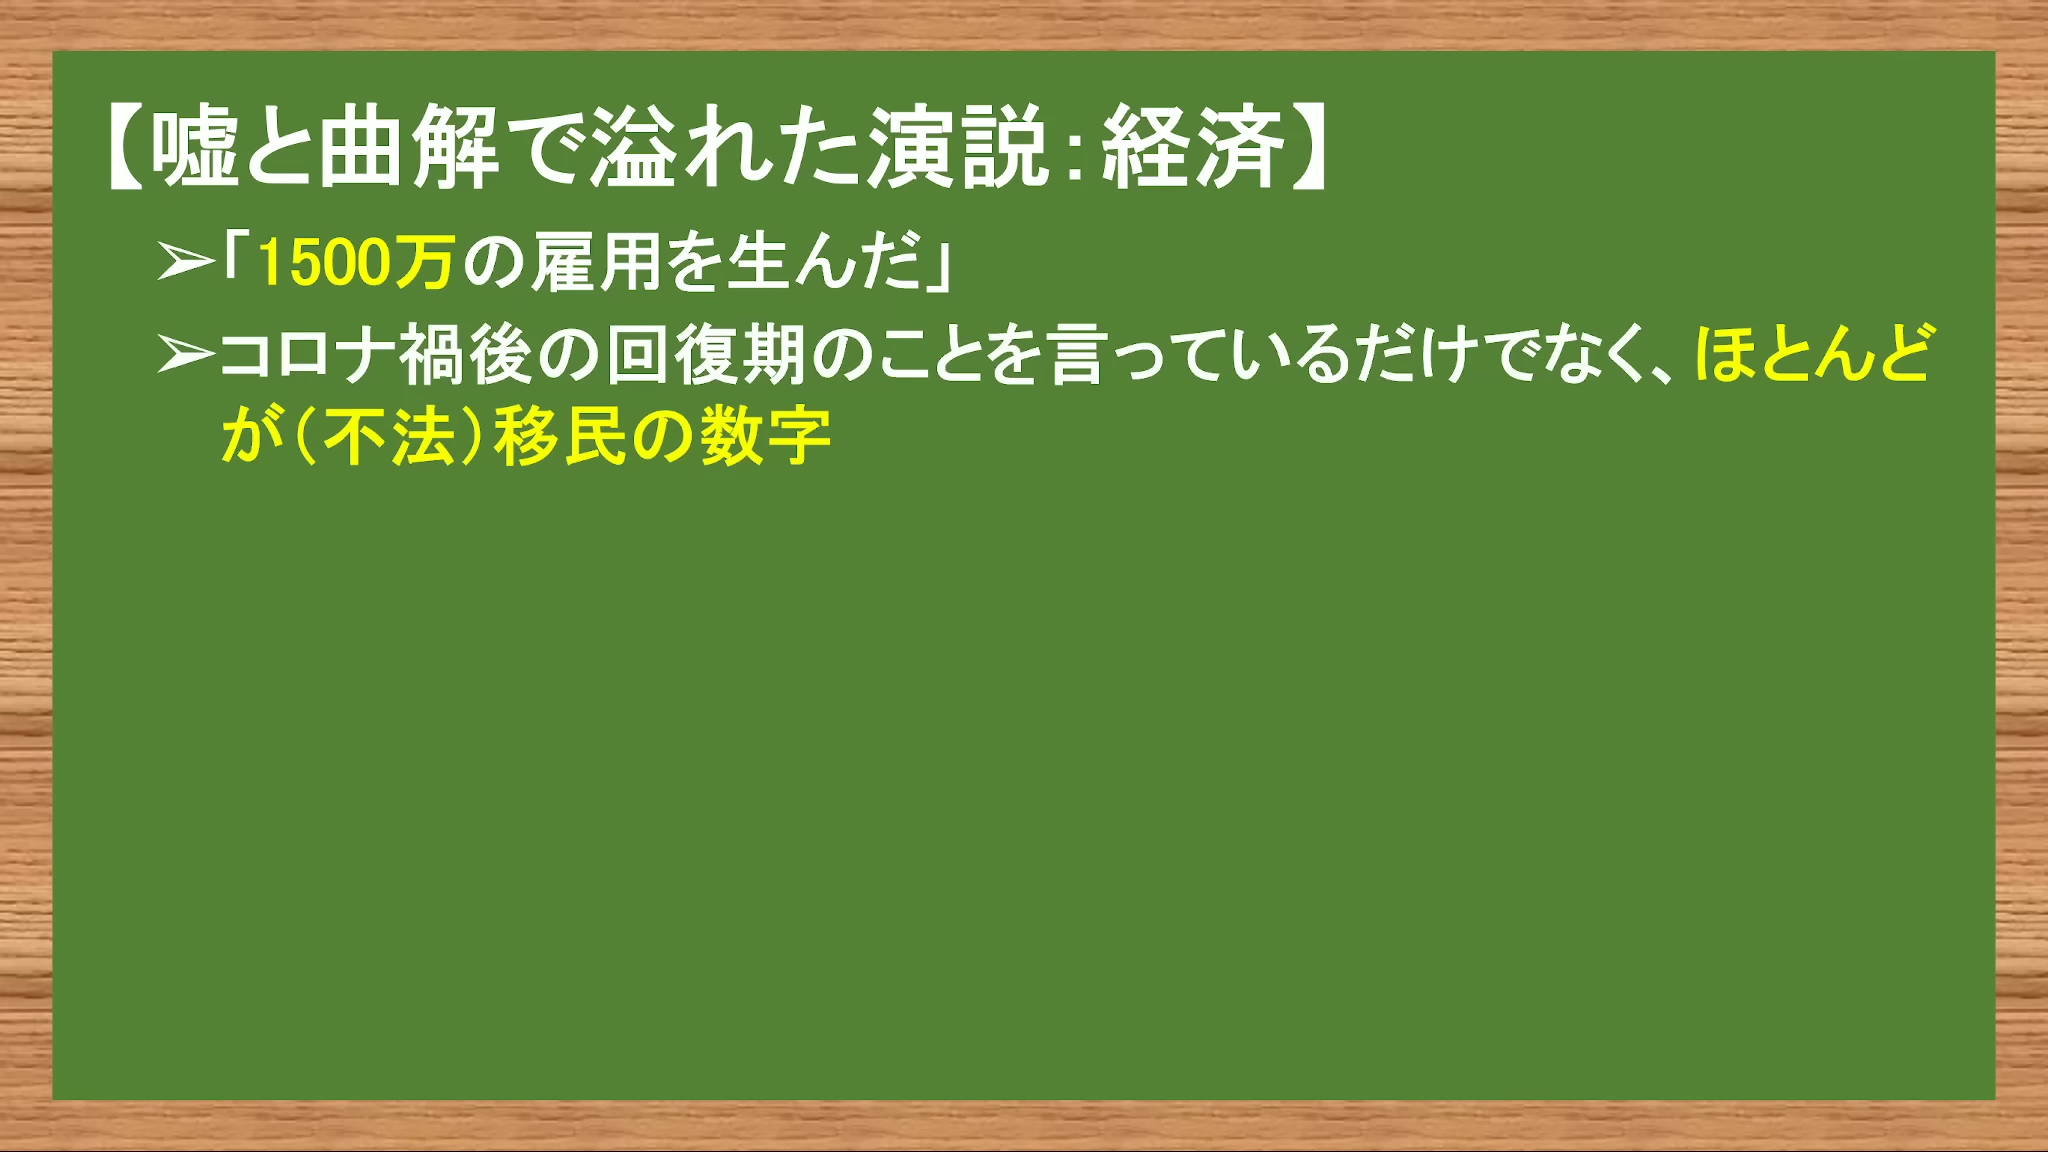 【嘘と曲解で溢れた演説：経済】
➢「1500万の雇用を生んだ」
➢コロナ禍後の回復期のことを言っているだけでなく、ほとんど
が（不法）移民の数字